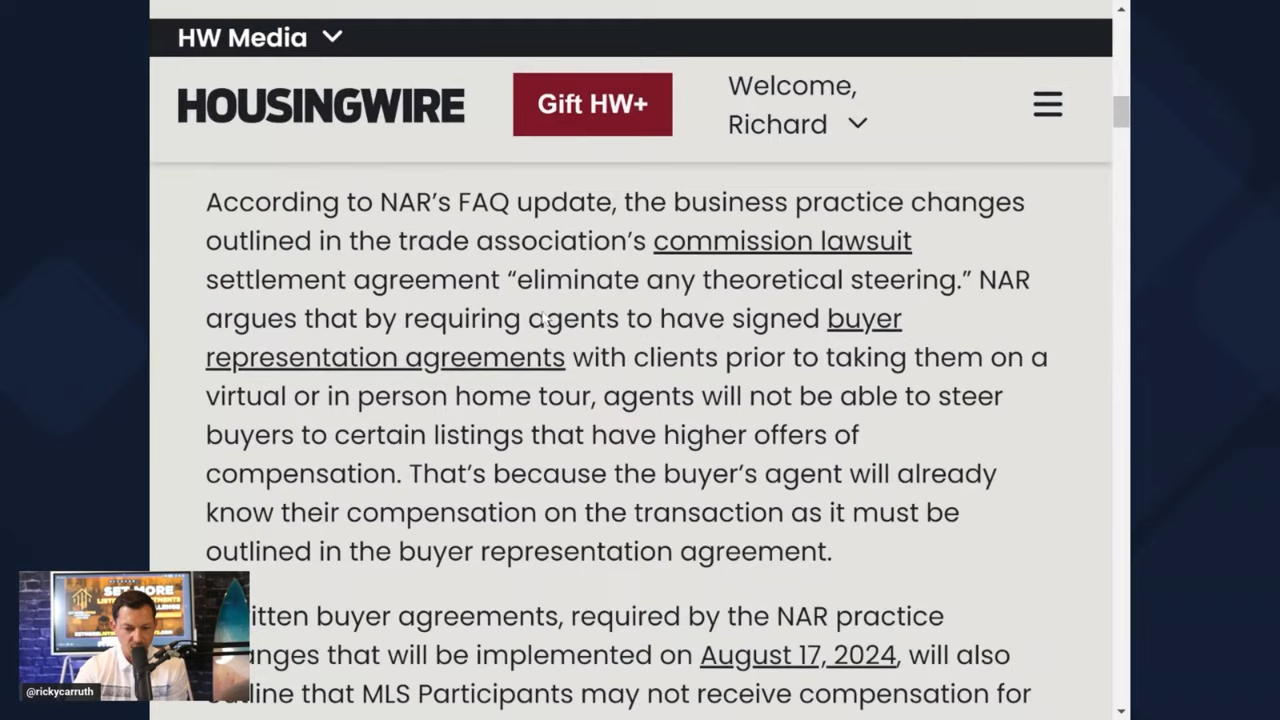 HW Media
HOUSINGWIRE
Gift HW+
Welcome,
Richard
According to NAR’s FAQ update, the business practice changes
outlined in the trade association’s commission lawsuit
settlement agreement “eliminate any theoretical steering.” NAR
argues that by requiring agents to have signed buyer
representation agreements with clients prior to taking them on a
virtual or in person home tour, agents will not be able to steer
buyers to certain listings that have higher offers of
compensation. That’s because the buyer’s agent will already
know their compensation on the transaction as it must be
outlined in the buyer representation agreement.
itten buyer agreements, required by the NAR practice
anges that will be implemented on August 17, 2024, will also
tline that MLS Participants may not receive compensation for
SET MORE
@rickycarruth